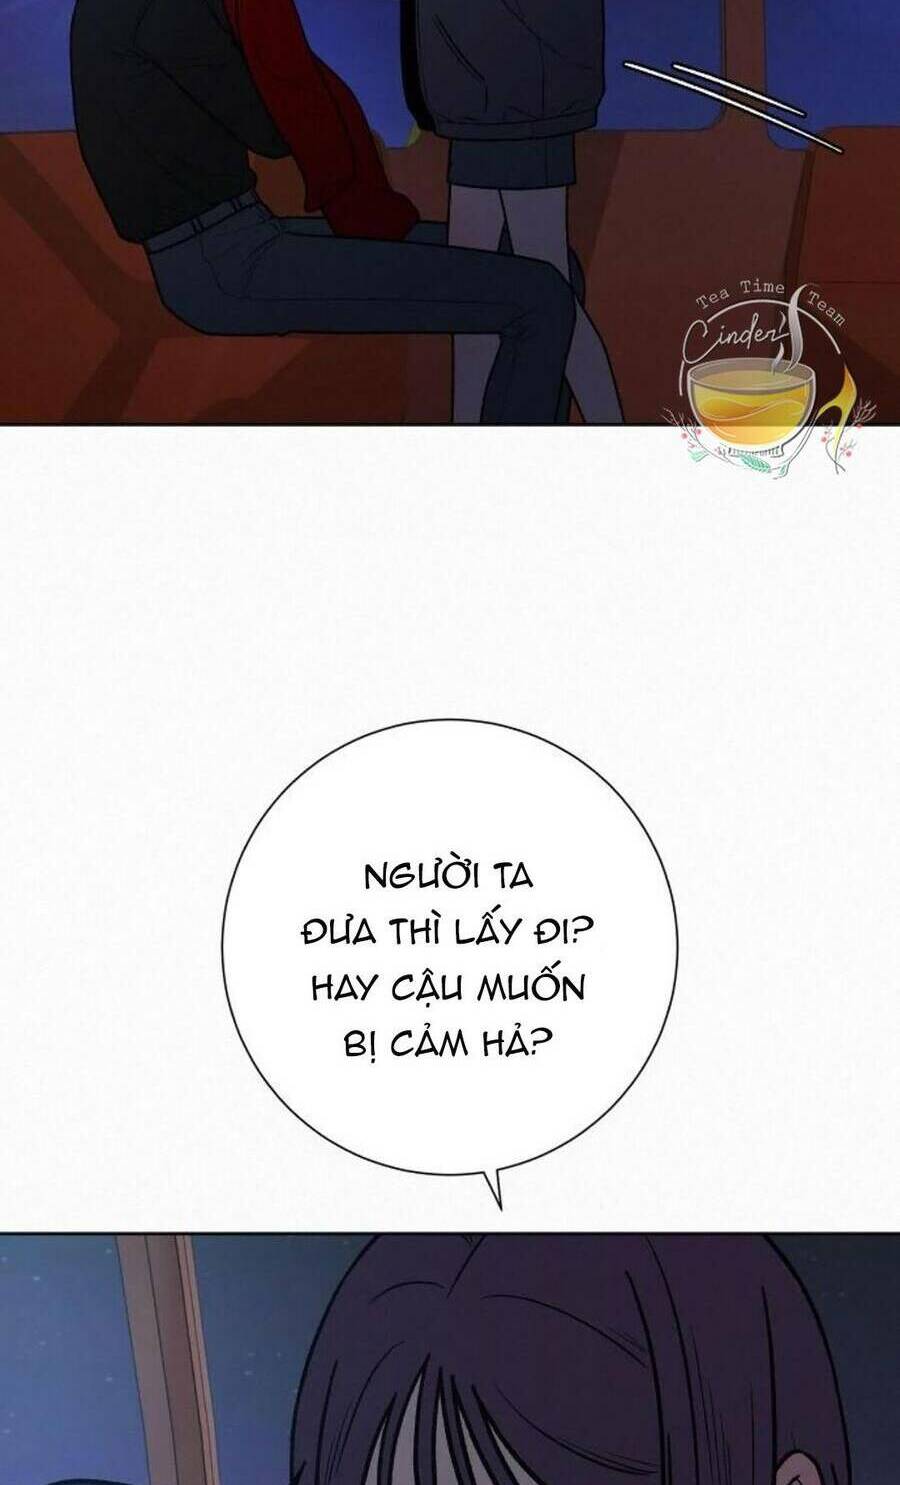 Tea Time Team
Cinder
NGƯỜI TA
ĐƯA THÌ LẤY ĐI?
HAY CẬU MUỐN
BỊ CẢM HẢ?